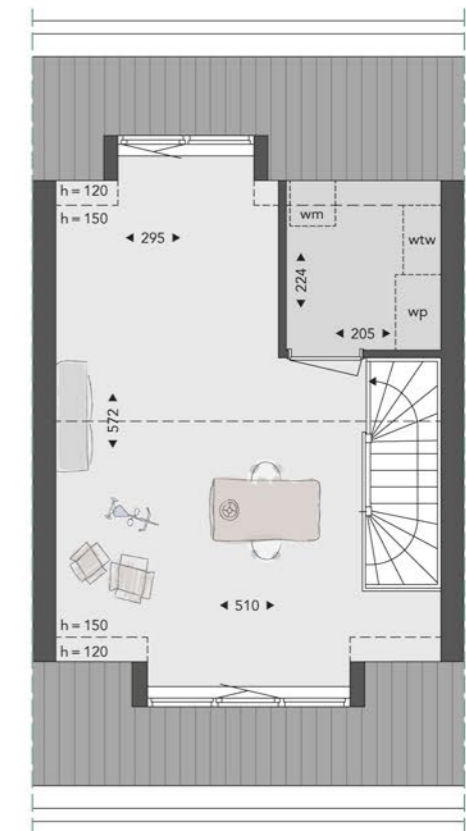 h = 120
h = 150
wm
◄ 295 ►
wtw
◄ 224 ►
wp
◄ 205 ►
◄ 572 ►
◄ 510 ►
h = 150
h = 120